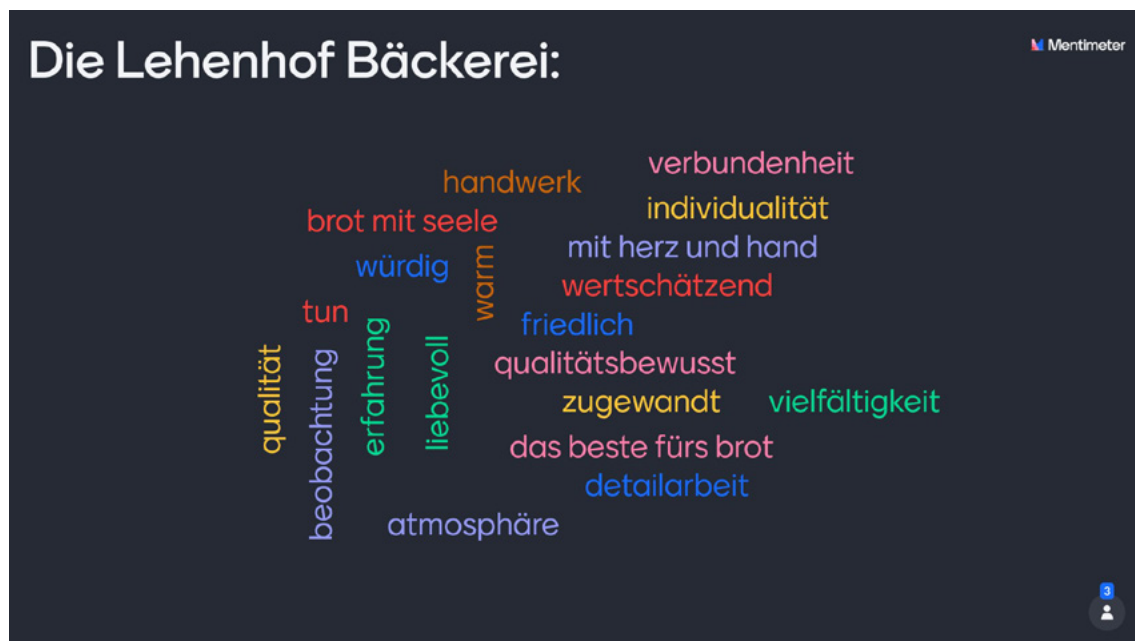 Die Lehenhof Bäckerei:
Mentimeter
verbundenheit
handwerk
individualität
brot mit seele
mit herz und hand
würdig
warm
wertschätzend
tun
friedlich
qualität
beobachtung
erfahrung
liebevoll
qualitätsbewusst
zugewandt
vielfältigkeit
das beste fürs brot
detailarbeit
atmosphäre
3